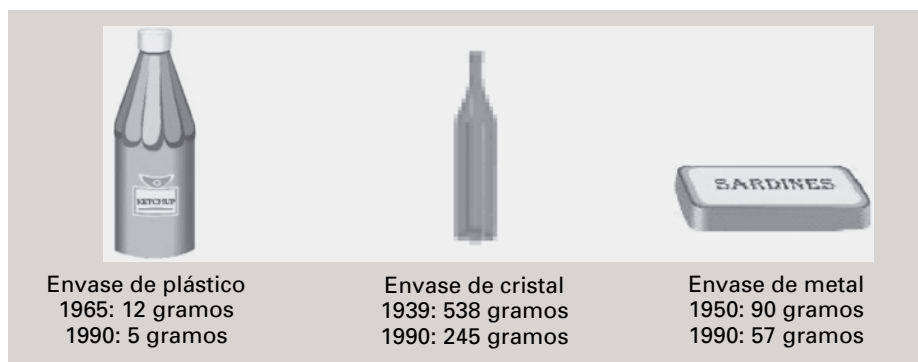 KETCHUP
SARDINES
Envase de plástico
1965: 12 gramos
1990: 5 gramos
Envase de cristal
1939: 538 gramos
1990: 245 gramos
Envase de metal
1950: 90 gramos
1990: 57 gramos